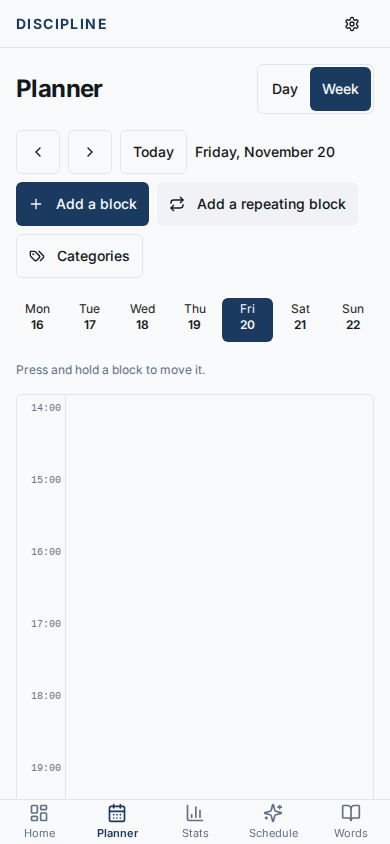 DISCIPLINE
Planner
Day Week
Today Friday, November 20
Add a block Add a repeating block
Categories
Mon Tue Wed Thu Fri Sat Sun
16 17 18 19 20 21 22
Press and hold a block to move it.
14:00
15:00
16:00
17:00
18:00
19:00
Home Planner Stats Schedule Words